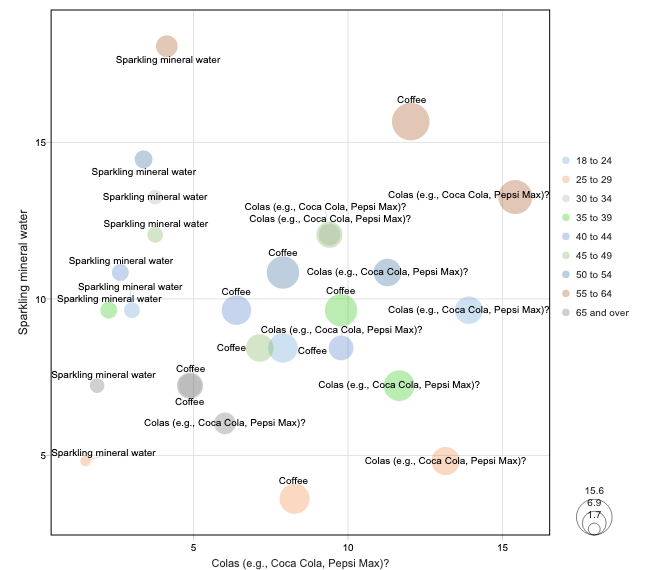 Sparkling mineral water
Coffee
15
Sparkling mineral water
Sparkling mineral water
Colas (e.g., Coca Cola, Pepsi Max)?
Colas (e.g., Coca Cola, Pepsi Max)?
Colas (e.g., Coca Cola, Pepsi Max)?
Sparkling mineral water
Coffee
Sparkling mineral water
Colas (e.g., Coca Cola, Pepsi Max)?
Sparkling mineral water
Coffee
Coffee
10
Sparkling mineral water
Colas (e.g., Coca Cola, Pepsi Max)?
Colas (e.g., Coca Cola, Pepsi Max)?
Coffee
Coffee
Coffee
Sparkling mineral water
Colas (e.g., Coca Cola, Pepsi Max)?
Coffee
Colas (e.g., Coca Cola, Pepsi Max)?
5
Sparkling mineral water
Colas (e.g., Coca Cola, Pepsi Max)?
Coffee
5
10
15
Colas (e.g., Coca Cola, Pepsi Max)?
Sparkling mineral water
18 to 24
25 to 29
30 to 34
35 to 39
40 to 44
45 to 49
50 to 54
55 to 64
65 and over
15.6
6.9
1.7